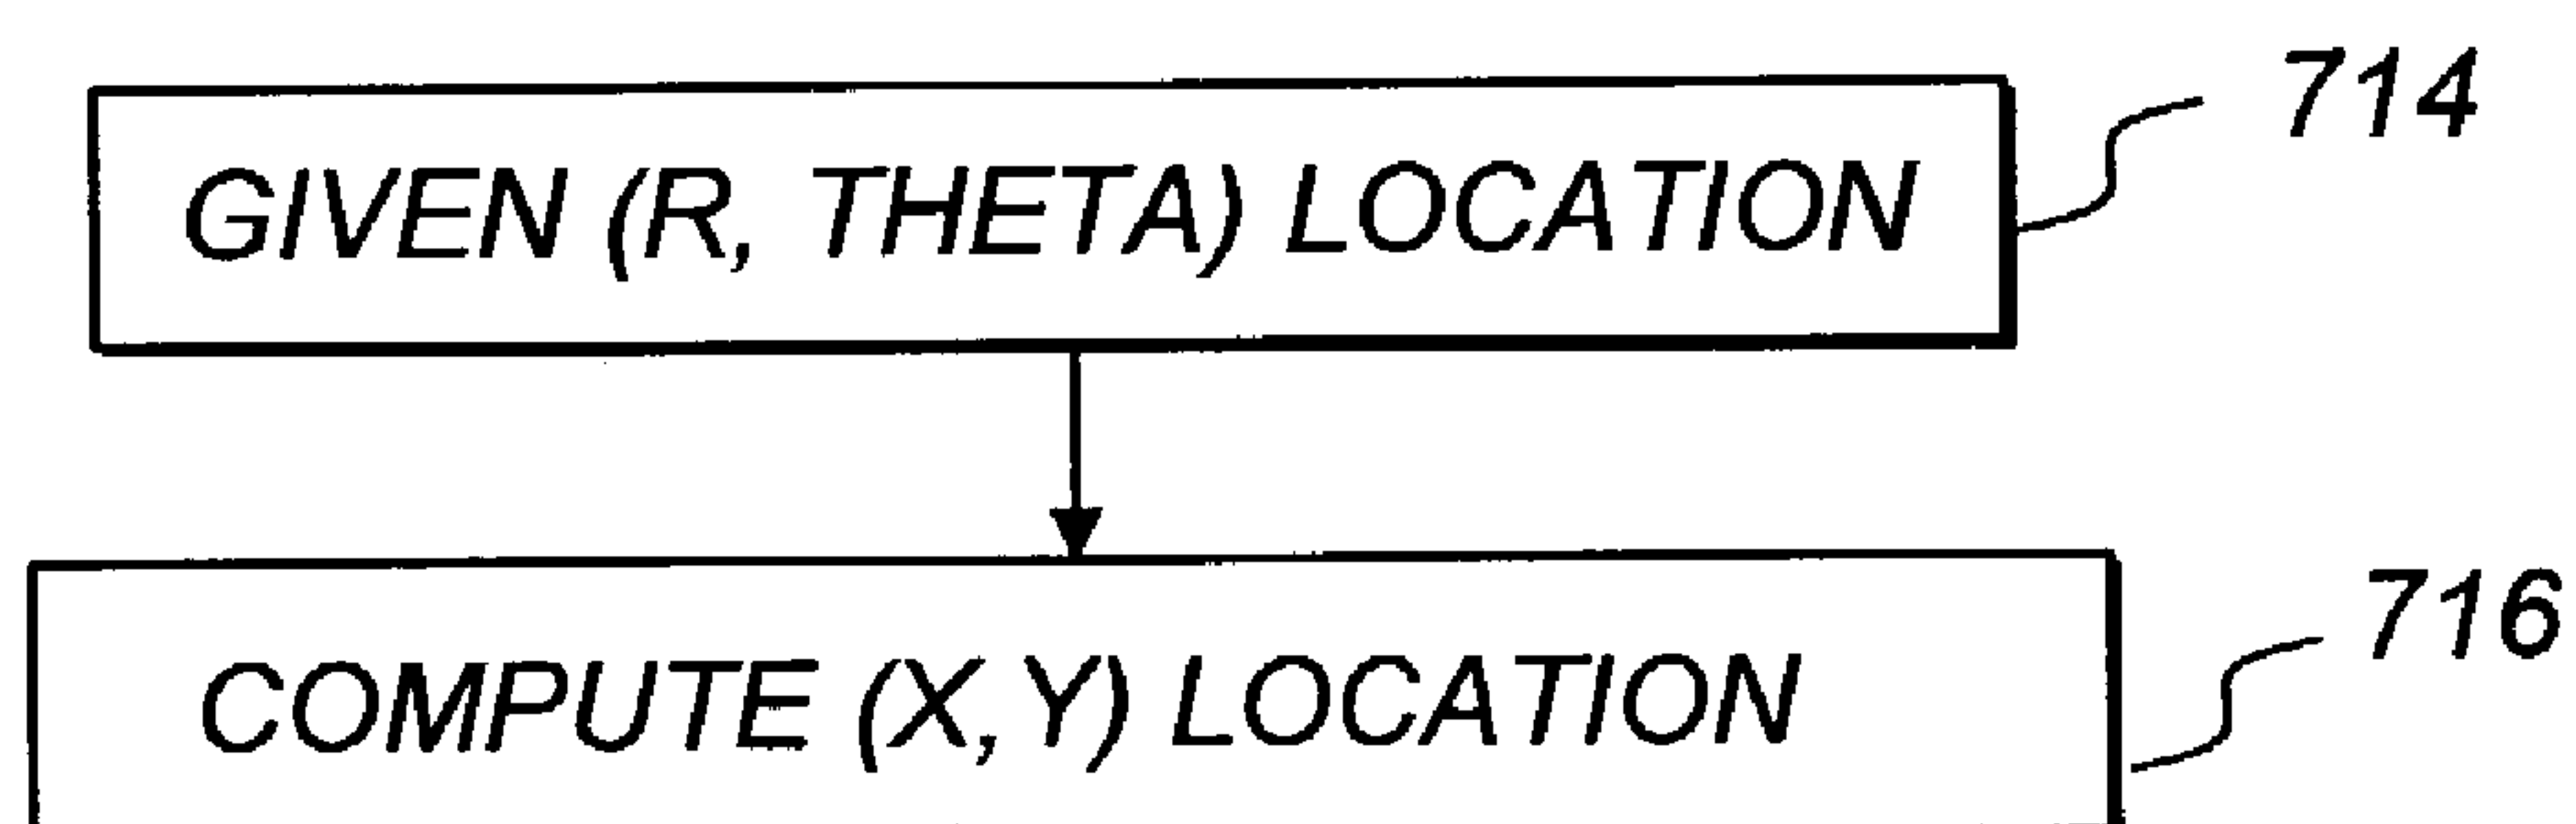 714
GIVEN (R, THETA) LOCATION
716
COMPUTE (X, Y) LOCATION